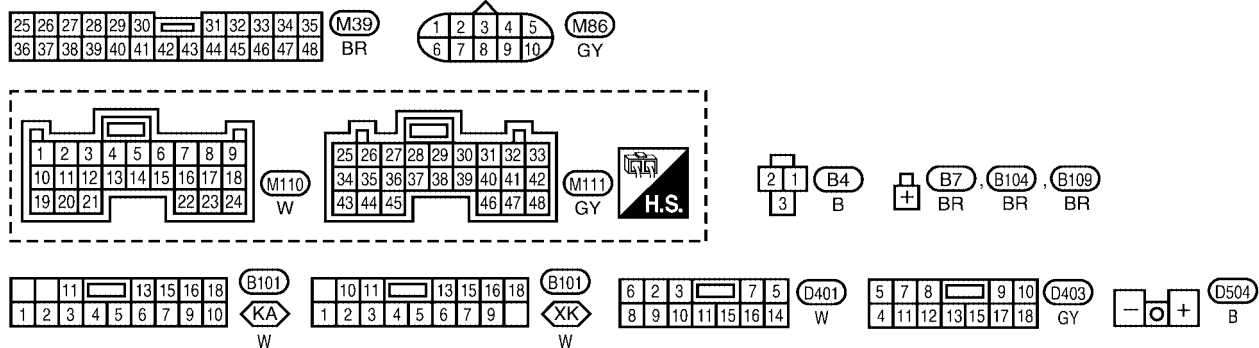 25 26 27 28 29 30 31 32 33 34 35 M39
36 37 38 39 40 41 42 43 44 45 46 47 48 BR
1 2 3 4 5 M86
6 7 8 9 10 GY
1 2 3 4 5 6 7 8 9
10 11 12 13 14 15 16 17 18 M110
19 20 21 22 23 24 W
25 26 27 28 29 30 31 32 33
34 35 36 37 38 39 40 41 42 M111
43 44 45 46 47 48 GY
H.S.
2 1 B4
3 B
+ B7 , B104 , B109
BR BR BR
11 13 15 16 18 B101
1 2 3 4 5 6 7 8 9 10 KA
W
10 11 13 15 16 18 B101
1 2 3 4 5 6 7 9 XK
W
6 2 3 7 5 D401
8 9 10 11 15 16 14 W
5 7 8 9 10 D403
4 11 12 13 15 17 18 GY
− + D504
B